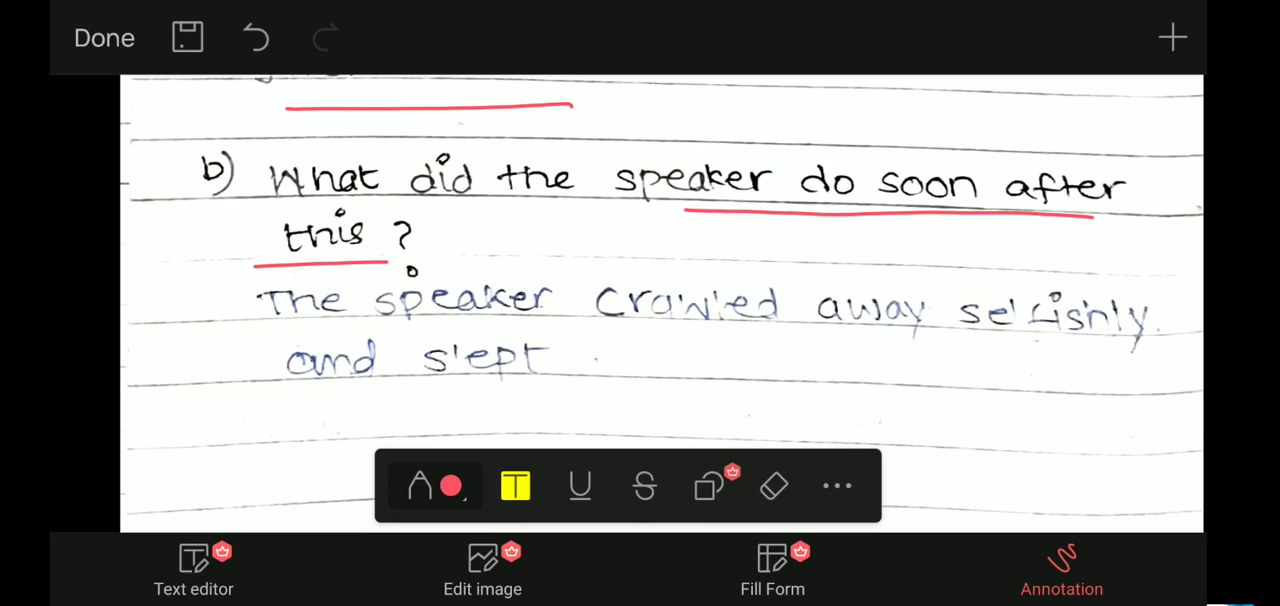 Done
b) What did the speaker do soon after
this ?
The speaker crawled away selfishly
and slept.
Text editor
Edit image
Fill Form
Annotation